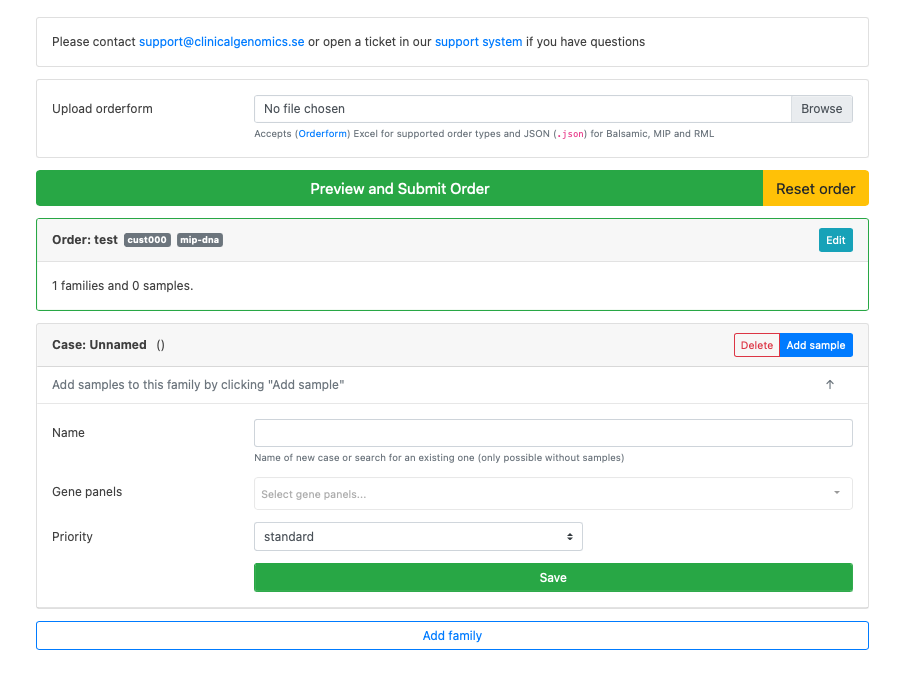 Please contact support@clinicalgenomics.se or open a ticket in our support system if you have questions
Upload orderform
No file chosen
Browse
Accepts (Orderform) Excel for supported order types and JSON (.json) for Balsamic, MIP and RML
Preview and Submit Order
Reset order
Order: test cust000 mip-dna
Edit
1 families and 0 samples.
Case: Unnamed ()
Delete
Add sample
Add samples to this family by clicking "Add sample"
Name
Name of new case or search for an existing one (only possible without samples)
Gene panels
Select gene panels...
Priority
standard
Save
Add family